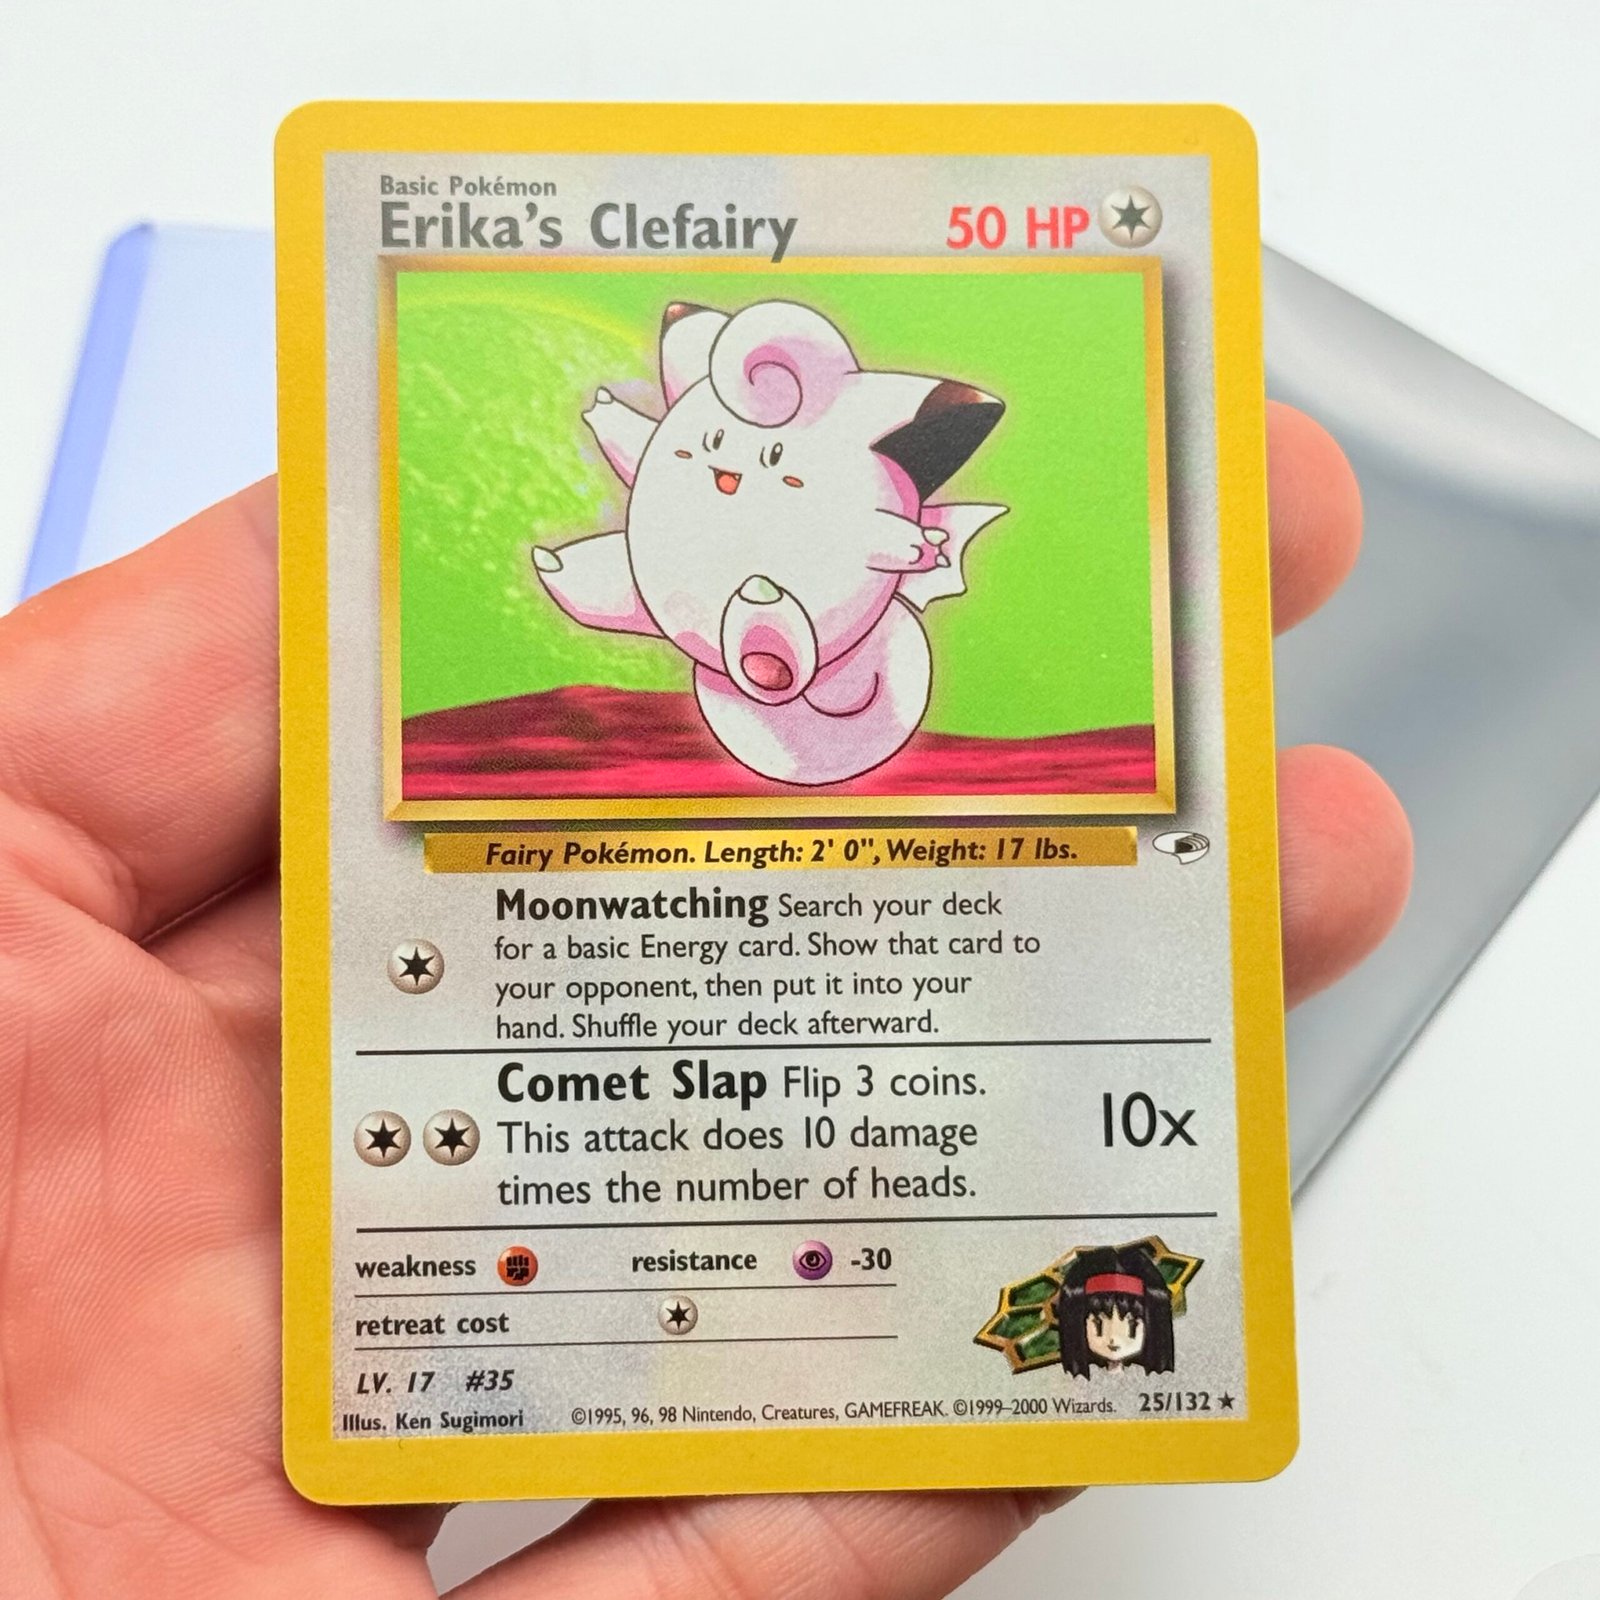 Basic Pokémon
Erika's Clefairy 50 HP
Fairy Pokémon. Length: 2' 0", Weight: 17 lbs.
Moonwatching Search your deck
for a basic Energy card. Show that card to
your opponent, then put it into your
hand. Shuffle your deck afterward.
Comet Slap Flip 3 coins.
This attack does 10 damage
times the number of heads.
10x
weakness resistance -30
retreat cost
LV. 17 #35
Illus. Ken Sugimori ©1995, 96, 98 Nintendo, Creatures, GAMEFREAK. ©1999–2000 Wizards. 25/132 ★